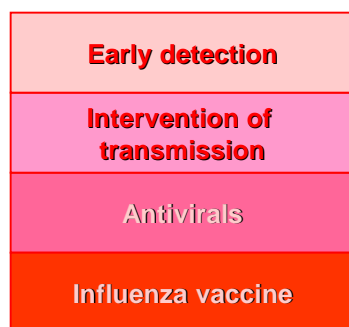 Early detection
Intervention of
transmission
Antivirals
Influenza vaccine